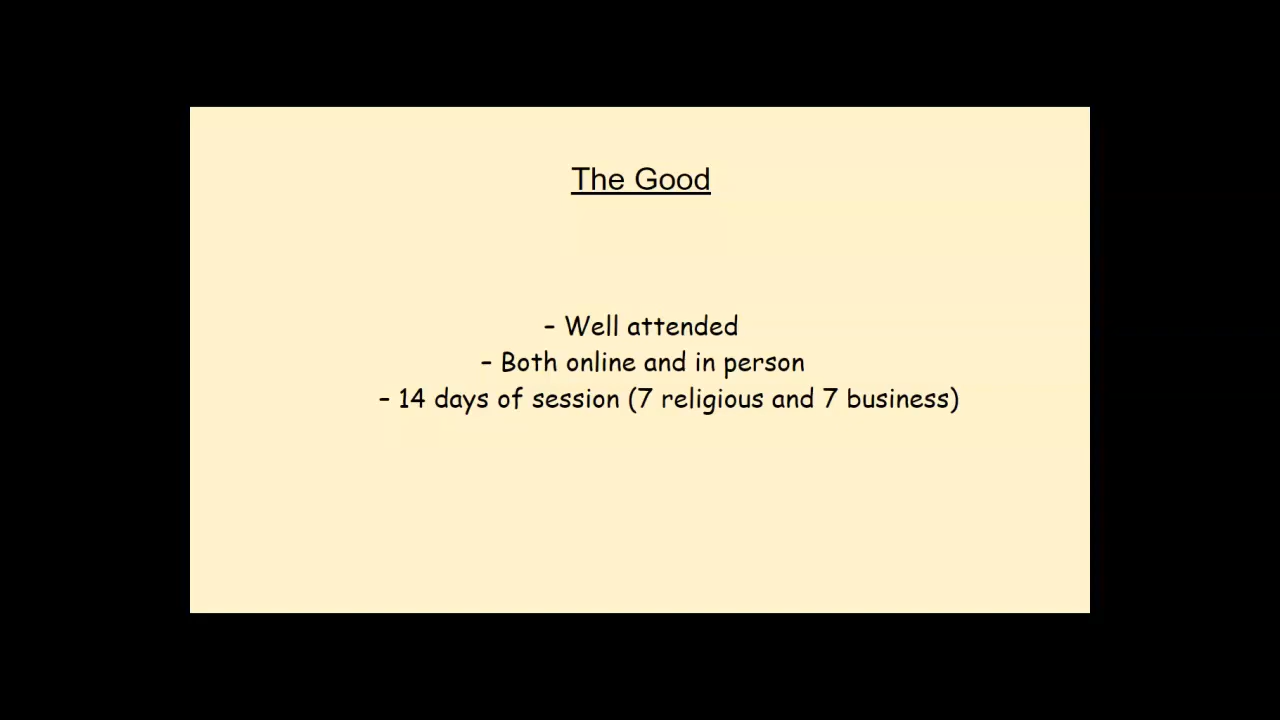 The Good
- Well attended
- Both online and in person
- 14 days of session (7 religious and 7 business)